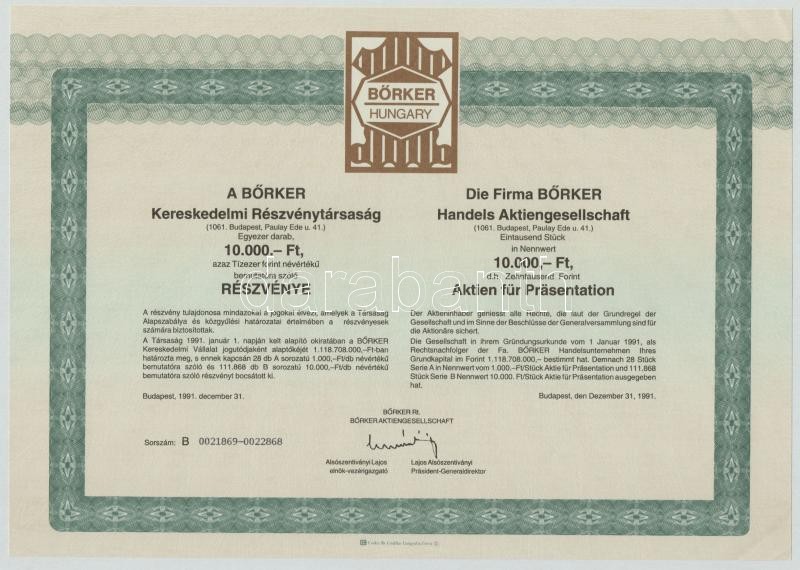 BŐRKER
HUNGARY
A BŐRKER
Kereskedelmi Részvénytársaság
(1061. Budapest, Paulay Ede u. 41.)
Egyezer darab,
10.000.– Ft,
azaz Tízezer forint névértékű
bemutatóra szóló
RÉSZVÉNYE
A részvény tulajdonosa mindazokat a jogokat élvezi, amelyek a Társaság
Alapszabálya és közgyűlési határozatai értelmében a részvényesek
számára biztosítottak.
A Társaság 1991. január 1. napján kelt alapító okiratában a BŐRKER
Kereskedelmi Vállalat jogutódjaként alaptőkéjét 1.118.708.000,–Ft-ban
határozta meg, s ennek kapcsán 28 db A sorozatú 1.000,–Ft/db névértékű
bemutatóra szóló és 111.868 db B sorozatú 10.000,–Ft/db névértékű
bemutatóra szóló részvényt bocsátott ki.
Budapest, 1991. december 31.
Die Firma BŐRKER
Handels Aktiengesellschaft
(1061. Budapest, Paulay Ede u. 41.)
Eintausend Stück
in Nennwert
10.000,– Ft,
d.h. Zehntausend Forint
Aktien für Präsentation
Der Aktieninhaber geniesst alle Rechte, die laut der Grundregel der
Gesellschaft und im Sinne der Beschlüsse der Generalversammlung sind für
die Aktionäre sichert.
Die Gesellschaft in ihrem Gründungsurkunde vom 1 Januar 1991, als
Rechtsnachfolger der Fa. BŐRKER Handelsunternehmen Ihres
Grundkapital im Forint 1.118.708.000,– bestimmt hat. Demnach 28 Stück
Serie A in Nennwert vom 1.000.–Ft/Stück Aktie für Präsentation und 111.868
Stück Serie B Nennwert 10.000. Ft/Stück Aktie für Präsentation ausgegeben
hat.
Budapest, den Dezember 31, 1991.
BŐRKER Rt.
BŐRKER AKTIENGESELLSCHAFT
Sorszám: B 0021869-0022868
Alsószentiványi Lajos
elnök-vezérigazgató
Lajos Alsószentiványi
Präsident-Generaldirektor
darabanth.com